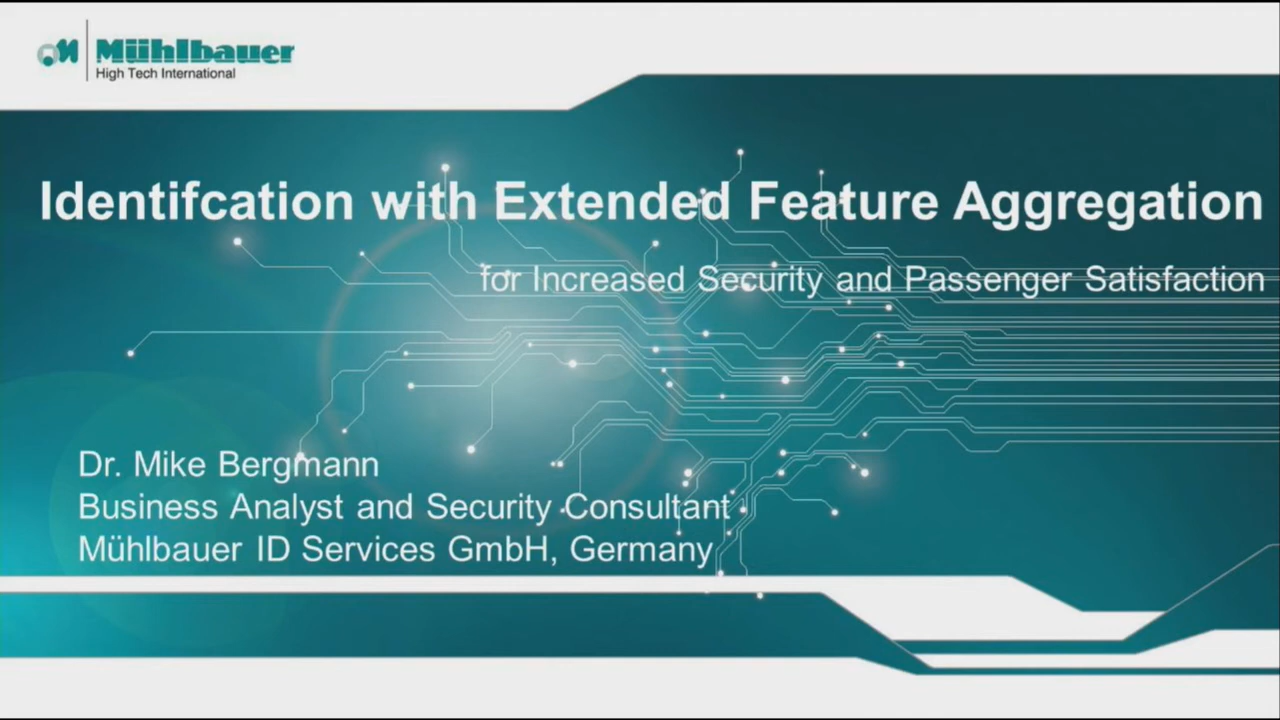 Mühlbauer
High Tech International
Identifcation with Extended Feature Aggregation
for Increased Security and Passenger Satisfaction
Dr. Mike Bergmann
Business Analyst and Security Consultant
Mühlbauer ID Services GmbH, Germany